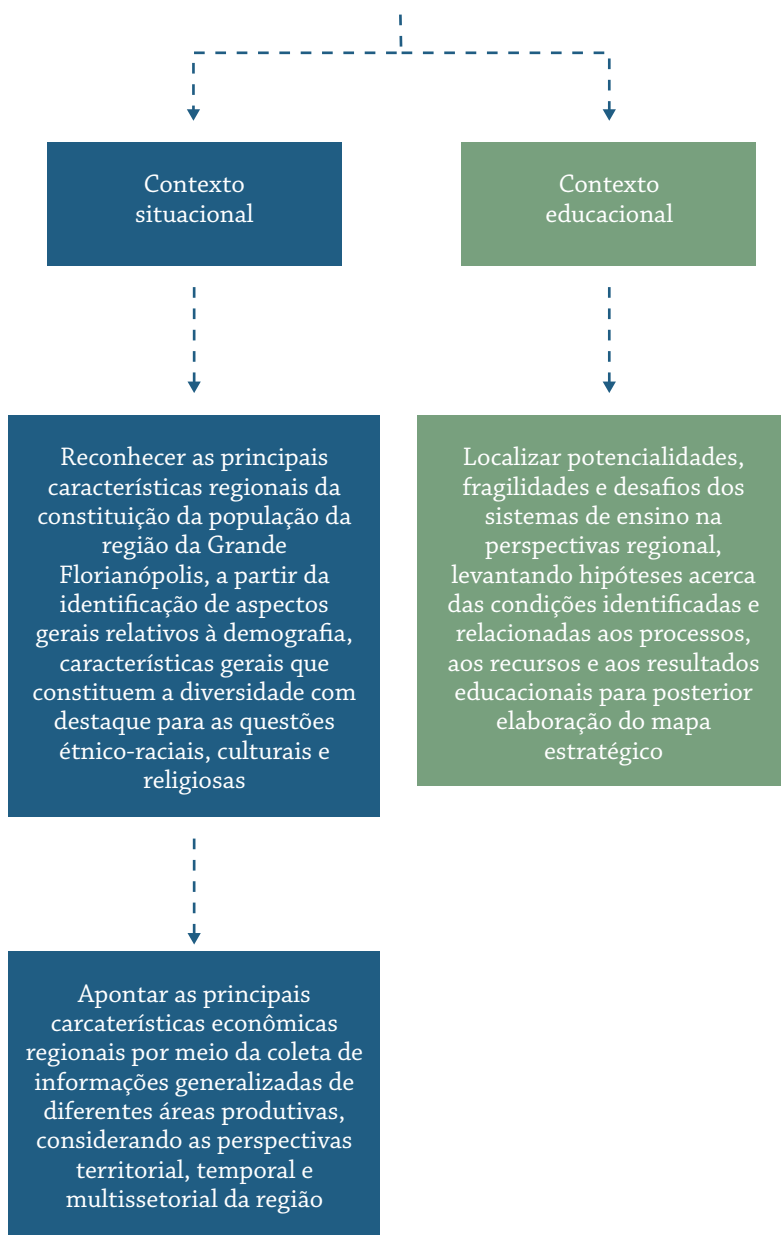 Contexto
situacional
Contexto
educacional
Reconhecer as principais
características regionais da
constituição da população da
região da Grande
Florianópolis, a partir da
identificação de aspectos
gerais relativos à demografia,
características gerais que
constituem a diversidade com
destaque para as questões
étnico-raciais, culturais e
religiosas
Localizar potencialidades,
fragilidades e desafios dos
sistemas de ensino na
perspectivas regional,
levantando hipóteses acerca
das condições identificadas e
relacionadas aos processos,
aos recursos e aos resultados
educacionais para posterior
elaboração do mapa
estratégico
Apontar as principais
carcaterísticas econômicas
regionais por meio da coleta de
informações generalizadas de
diferentes áreas produtivas,
considerando as perspectivas
territorial, temporal e
multissetorial da região